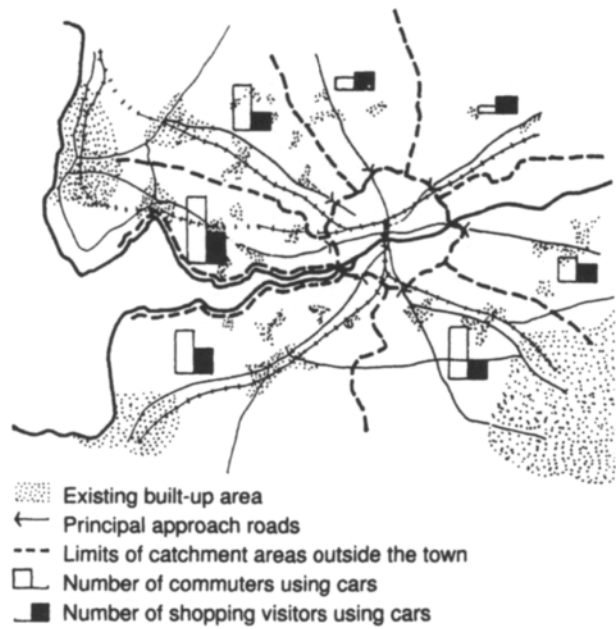 Existing built-up area
Principal approach roads
Limits of catchment areas outside the town
Number of commuters using cars
Number of shopping visitors using cars